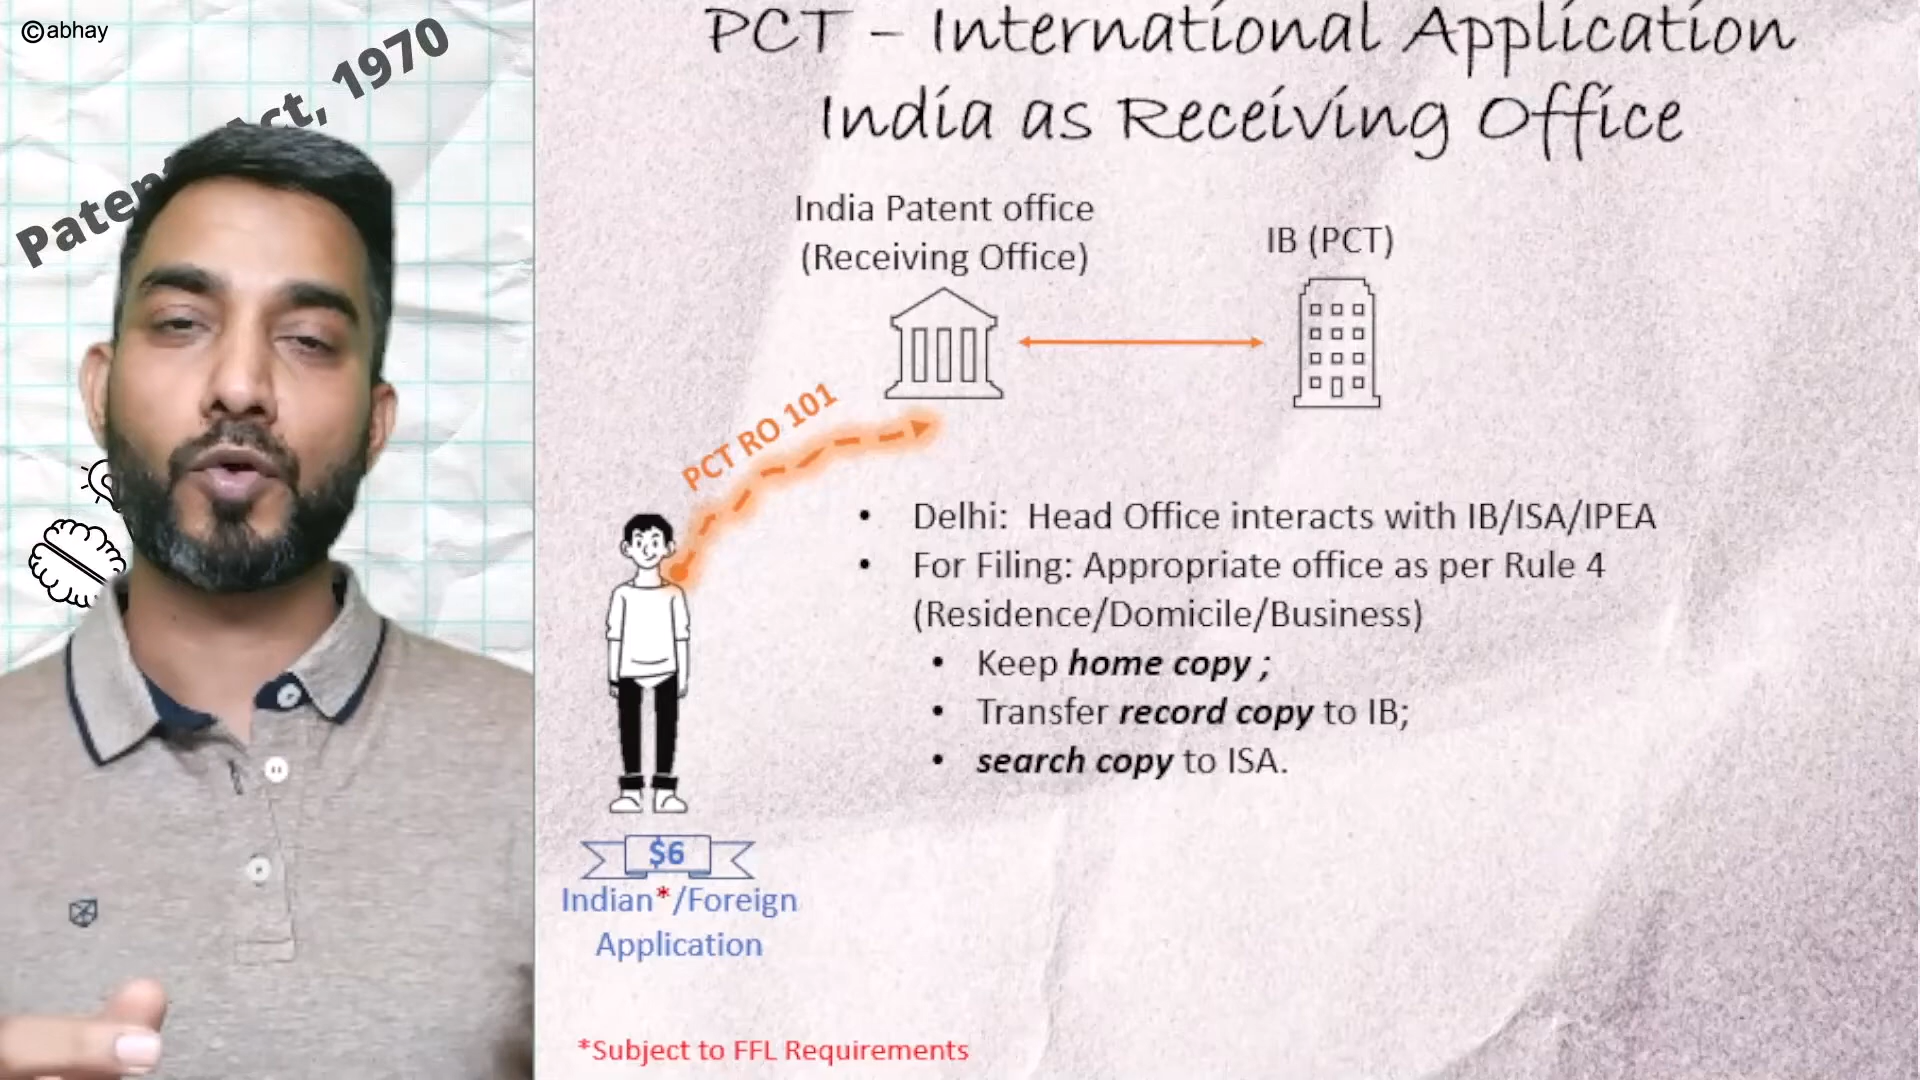 ©abhay
Patent Act, 1970
PCT – International Application
India as Receiving Office
India Patent office
(Receiving Office)
IB (PCT)
PCT RO 101
• Delhi: Head Office interacts with IB/ISA/IPEA
• For Filing: Appropriate office as per Rule 4
(Residence/Domicile/Business)
• Keep home copy ;
• Transfer record copy to IB;
• search copy to ISA.
$6
Indian*/Foreign
Application
*Subject to FFL Requirements